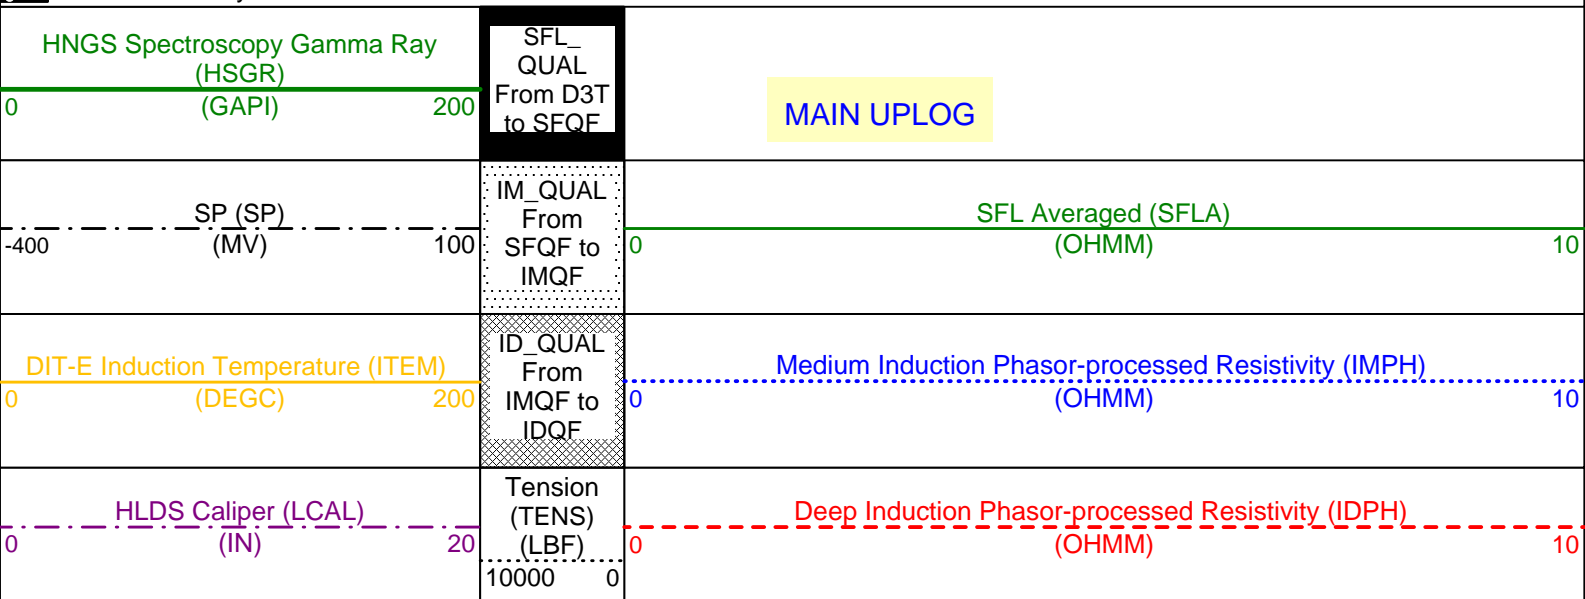 HNGS Spectroscopy Gamma Ray
(HSGR)
0 (GAPI) 200
SFL_
QUAL
From D3T
to SFQF
MAIN UPLOG
SP (SP)
-400 (MV) 100
IM_QUAL
From
SFQF to
IMQF
SFL Averaged (SFLA)
0 (OHMM) 10
DIT-E Induction Temperature (ITEM)
0 (DEGC) 200
ID_QUAL
From
IMQF to
IDQF
Medium Induction Phasor-processed Resistivity (IMPH)
0 (OHMM) 10
HLDS Caliper (LCAL)
0 (IN) 20
Tension
(TENS)
(LBF)
10000 0
Deep Induction Phasor-processed Resistivity (IDPH)
0 (OHMM) 10